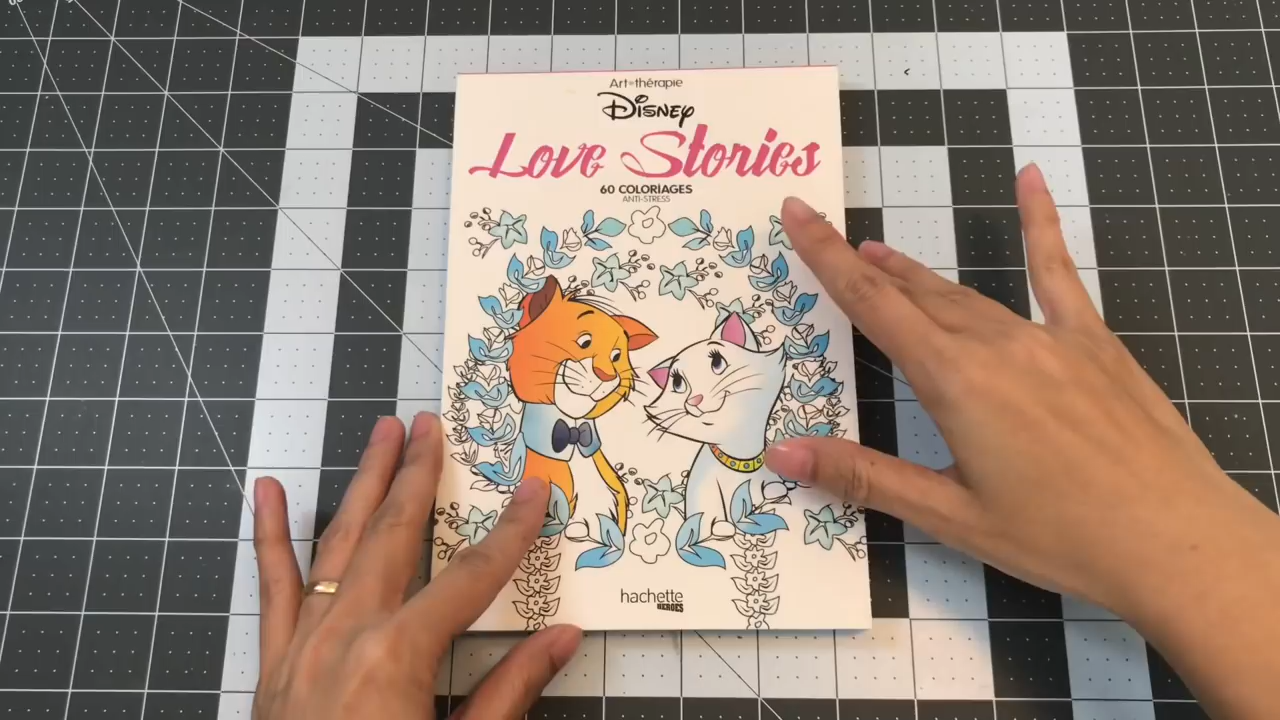 Art-thérapie
Disney
Love Stories
60 COLORIAGES
ANTI-STRESS
hachette
HEROES